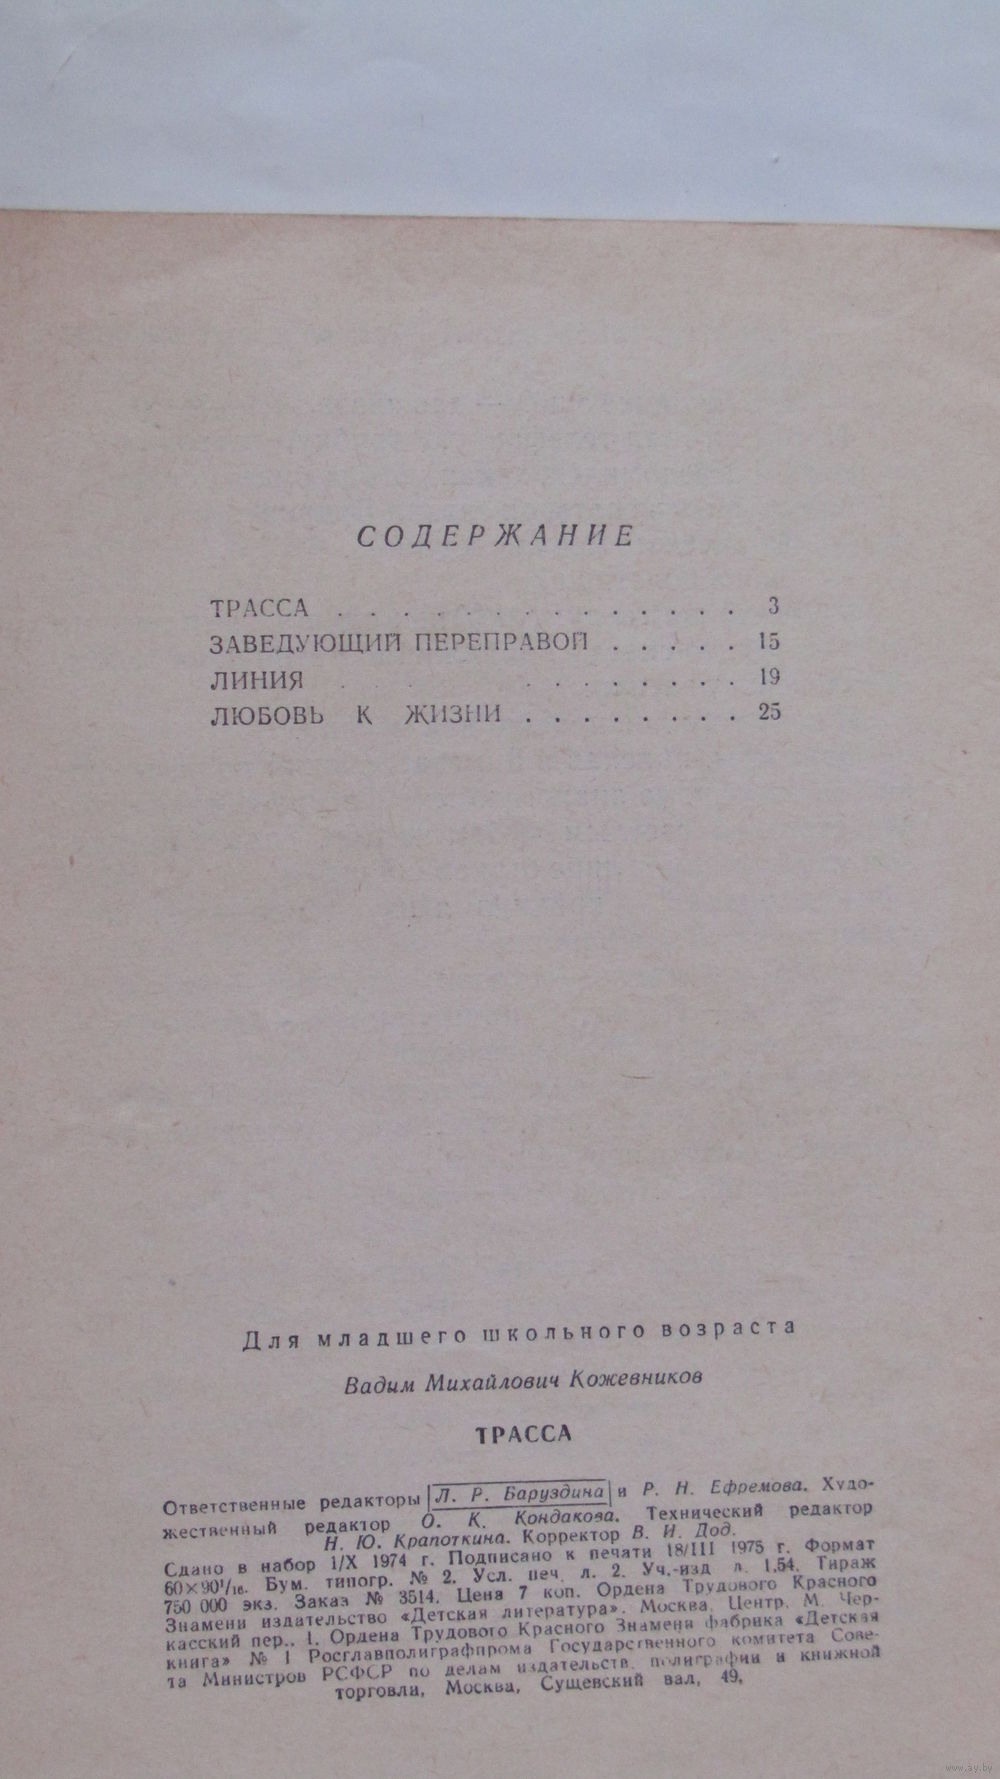 СОДЕРЖАНИЕ
ТРАССА . . . . . . . . . . . . . . 3
ЗАВЕДУЮЩИЙ ПЕРЕПРАВОЙ . . . . . 15
ЛИНИЯ . . . . . . . . . . 19
ЛЮБОВЬ К ЖИЗНИ . . . . . . . . 25
Для младшего школьного возраста
Вадим Михайлович Кожевников
ТРАССА
Ответственные редакторы Л. Р. Баруздина и Р. Н. Ефремова. Худо-
жественный редактор О. К. Кондакова. Технический редактор
Н. Ю. Крапоткина. Корректор В. И. Дод.
Сдано в набор 1/X 1974 г. Подписано к печати 18/III 1975 г. Формат
60×90¹/₁₆. Бум. типогр. № 2. Усл. печ. л. 2. Уч.-изд л. 1,54. Тираж
750 000 экз. Заказ № 3514. Цена 7 коп. Ордена Трудового Красного
Знамени издательство «Детская литература». Москва, Центр, М. Чер-
касский пер., 1. Ордена Трудового Красного Знамени фабрика «Детская
книга» № 1 Росглавполиграфпрома Государственного комитета Сове-
та Министров РСФСР по делам издательств, полиграфии и книжной
торговли, Москва, Сущевский вал, 49.
www.ay.by